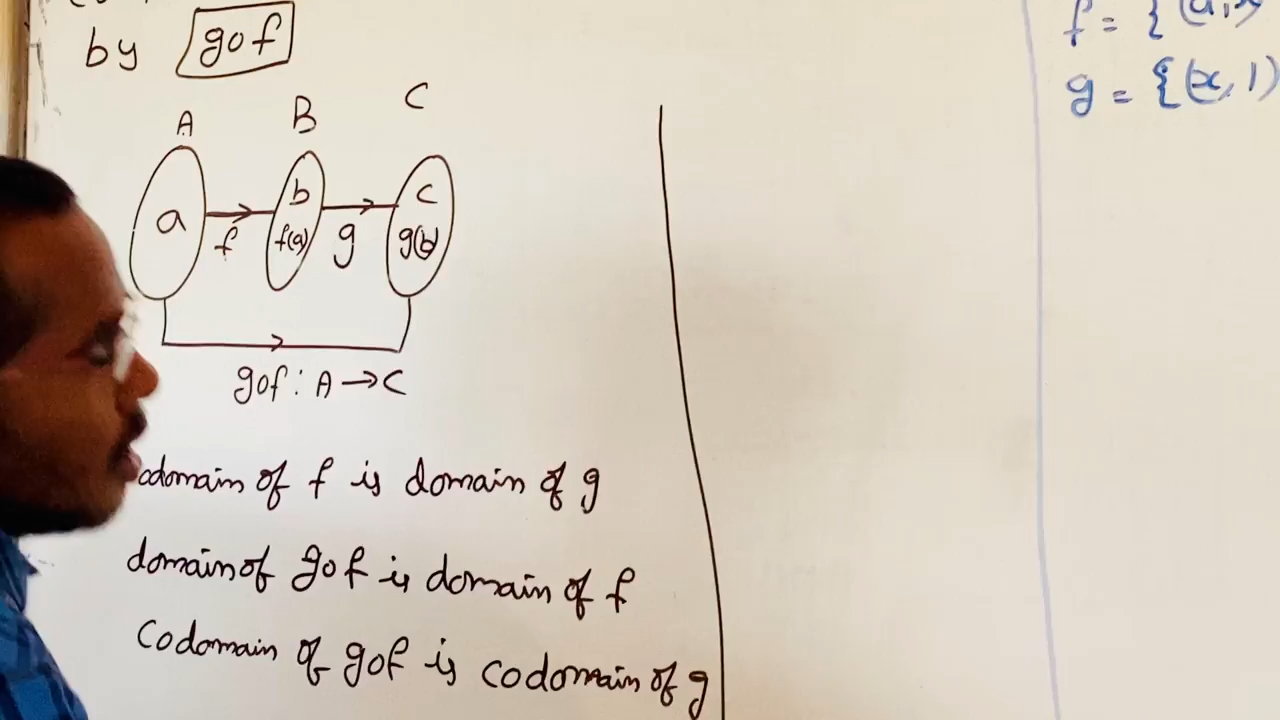 by gof
A B C
a b c
f f(a) g g(b)
gof : A → C
codomain of f is domain of g
domain of gof is domain of f
Codomain of gof is codomain of g
f = { (a,
g = { (x, 1)